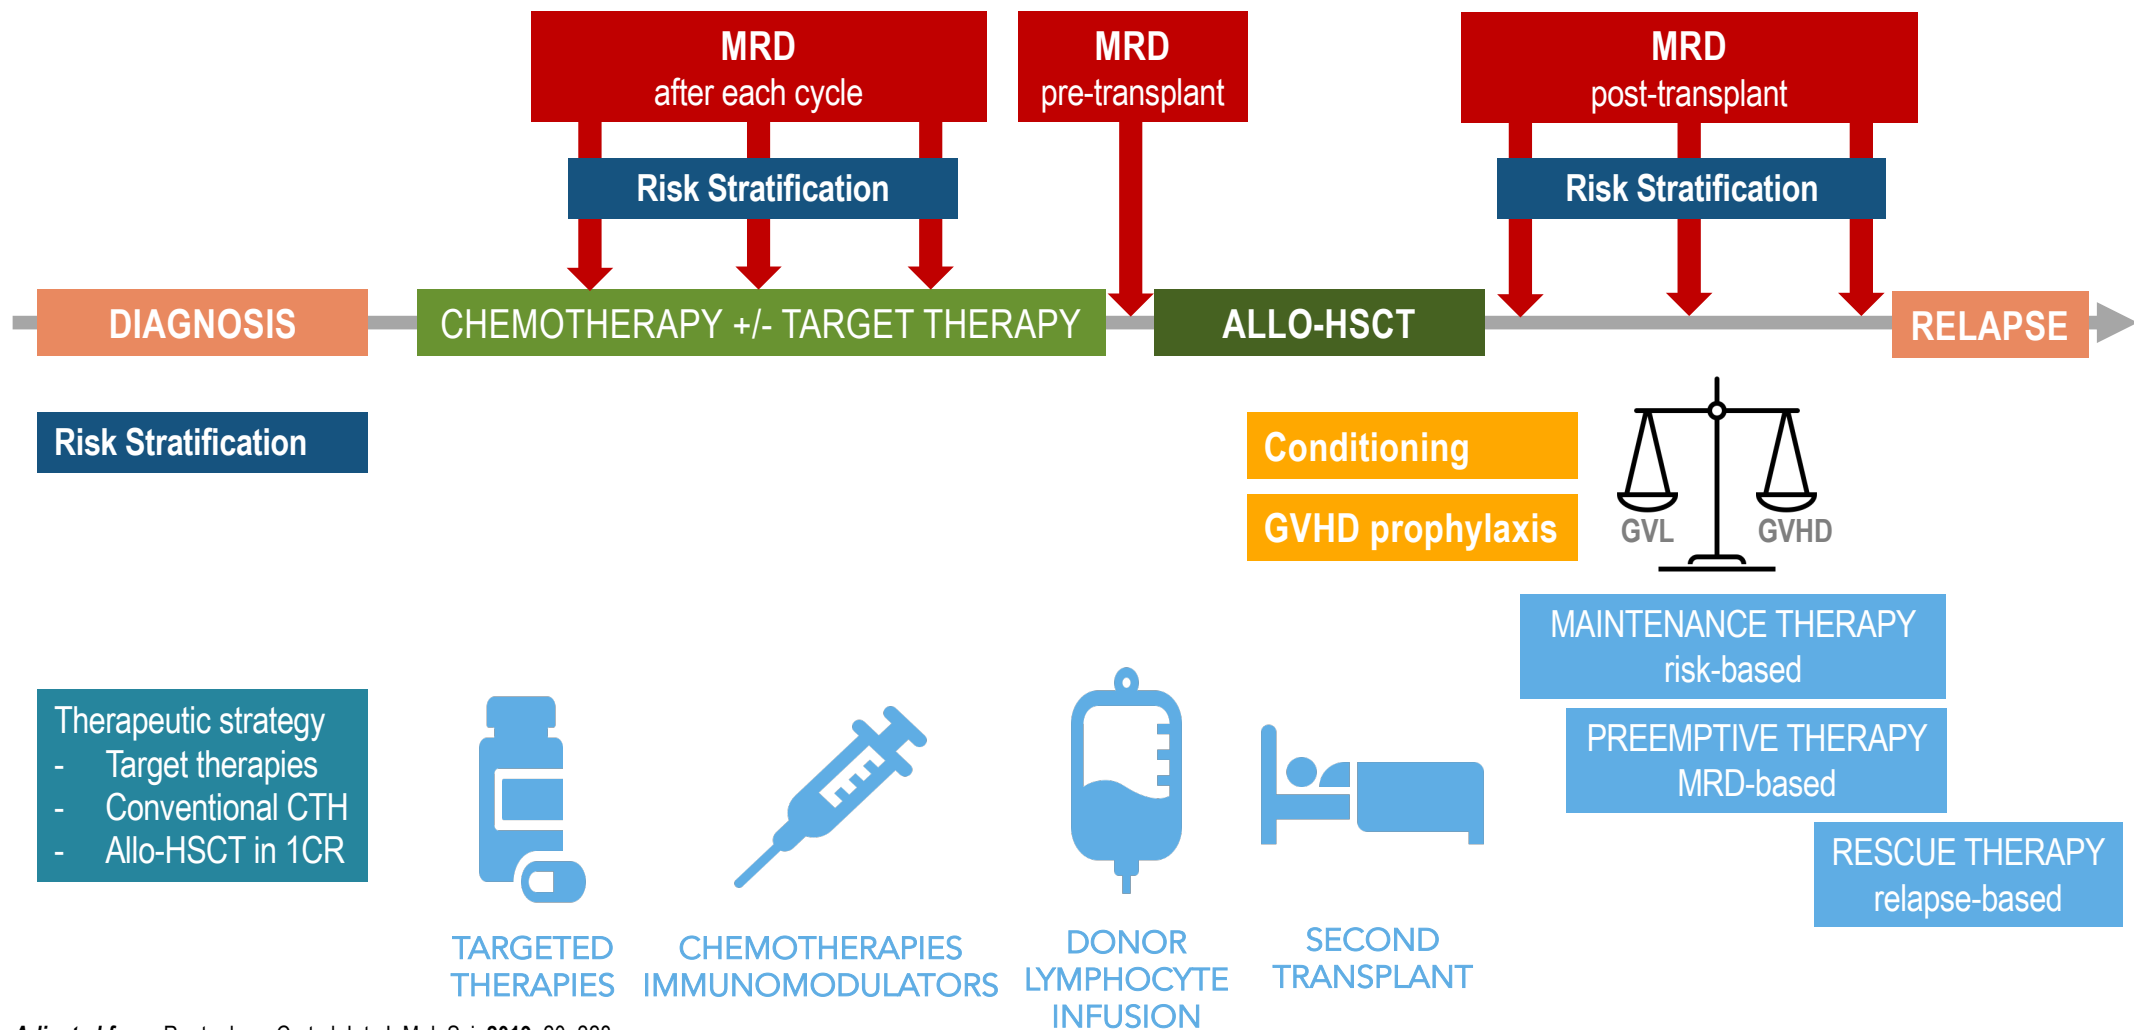 MRD
after each cycle
MRD
pre-transplant
MRD
post-transplant
Risk Stratification
Risk Stratification
DIAGNOSIS
CHEMOTHERAPY +/- TARGET THERAPY
ALLO-HSCT
RELAPSE
Risk Stratification
Conditioning
GVHD prophylaxis
GVL
GVHD
MAINTENANCE THERAPY
risk-based
PREEMPTIVE THERAPY
MRD-based
RESCUE THERAPY
relapse-based
Therapeutic strategy
- Target therapies
- Conventional CTH
- Allo-HSCT in 1CR
TARGETED
THERAPIES
CHEMOTHERAPIES
IMMUNOMODULATORS
DONOR
LYMPHOCYTE
INFUSION
SECOND
TRANSPLANT